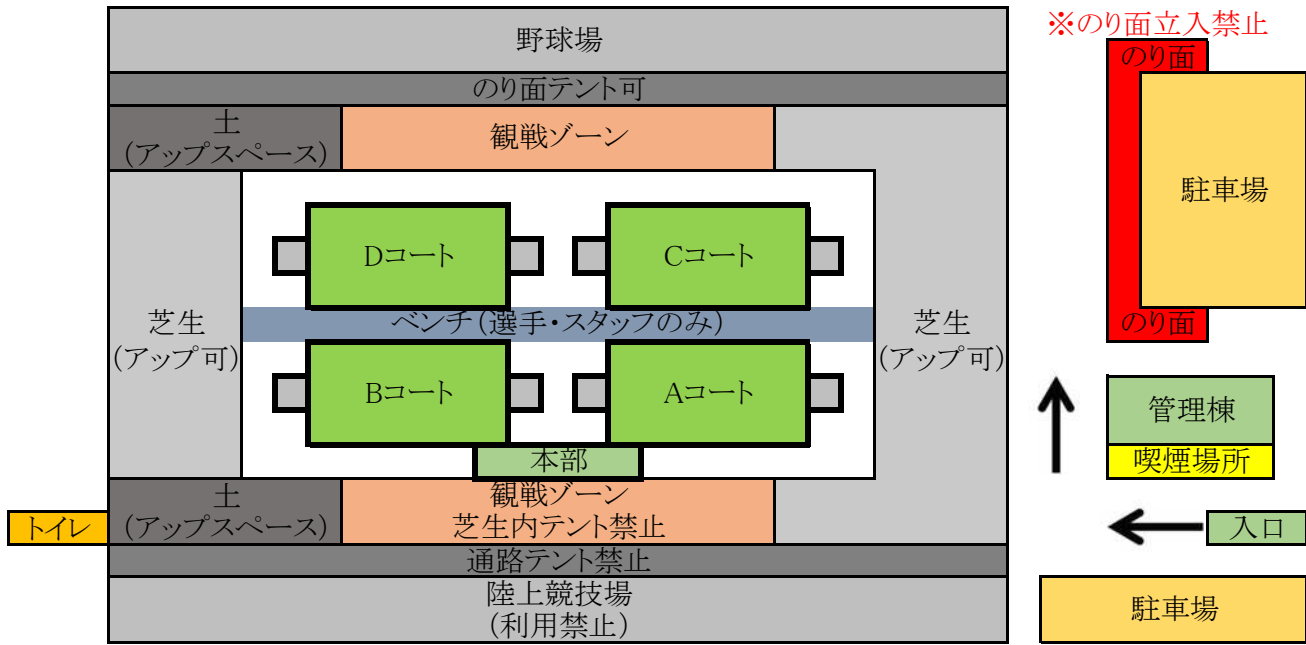 野球場
※のり面立入禁止
のり面
のり面テント可
土
(アップスペース)
観戦ゾーン
駐車場
Dコート
Cコート
芝生
(アップ可)
ベンチ(選手・スタッフのみ)
芝生
(アップ可)
のり面
Bコート
Aコート
管理棟
喫煙場所
本部
トイレ
土
(アップスペース)
観戦ゾーン
芝生内テント禁止
入口
通路テント禁止
陸上競技場
(利用禁止)
駐車場